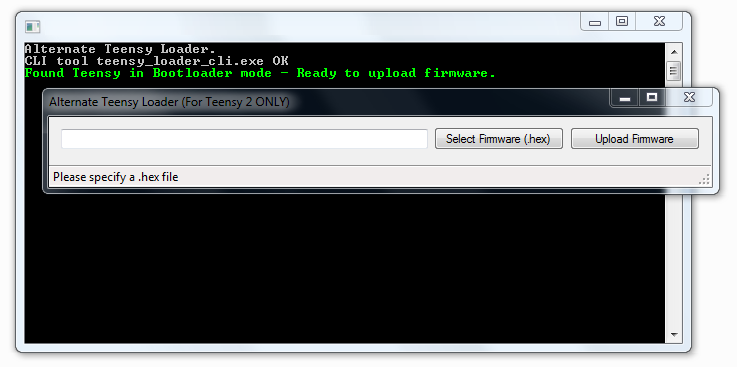 Alternate Teensy Loader.
CLI tool teensy_loader_cli.exe OK
Found Teensy in Bootloader mode - Ready to upload firmware.
Alternate Teensy Loader (For Teensy 2 ONLY)
Select Firmware (.hex) Upload Firmware
Please specify a .hex file